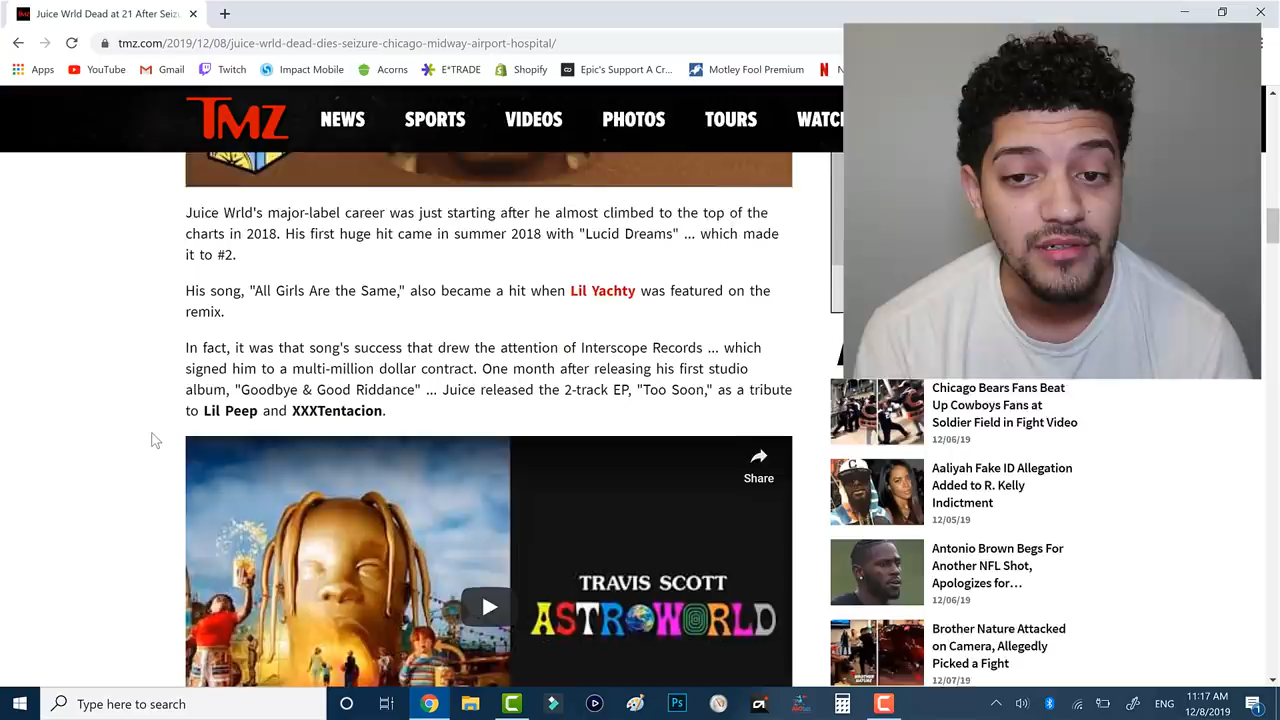 Juice Wrld Dead at 21 After Seizu
tmz.com/2019/12/08/juice-wrld-dead-dies-seizure-chicago-midway-airport-hospital/
Apps YouTube Gmail Twitch Impact Mobile Acorns E*TRADE Shopify Epic's Support A Cr... Motley Fool Premium
TMZ NEWS SPORTS VIDEOS PHOTOS TOURS WATC
Juice Wrld's major-label career was just starting after he almost climbed to the top of the
charts in 2018. His first huge hit came in summer 2018 with "Lucid Dreams" ... which made
it to #2.
His song, "All Girls Are the Same," also became a hit when Lil Yachty was featured on the
remix.
In fact, it was that song's success that drew the attention of Interscope Records ... which
signed him to a multi-million dollar contract. One month after releasing his first studio
album, "Goodbye & Good Riddance" ... Juice released the 2-track EP, "Too Soon," as a tribute
to Lil Peep and XXXTentacion.
Share
TRAVIS SCOTT
ASTROWORLD
Chicago Bears Fans Beat
Up Cowboys Fans at
Soldier Field in Fight Video
12/06/19
Aaliyah Fake ID Allegation
Added to R. Kelly
Indictment
12/05/19
Antonio Brown Begs For
Another NFL Shot,
Apologizes for...
12/06/19
Brother Nature Attacked
on Camera, Allegedly
Picked a Fight
12/07/19
Type here to search
ENG
11:17 AM
12/8/2019